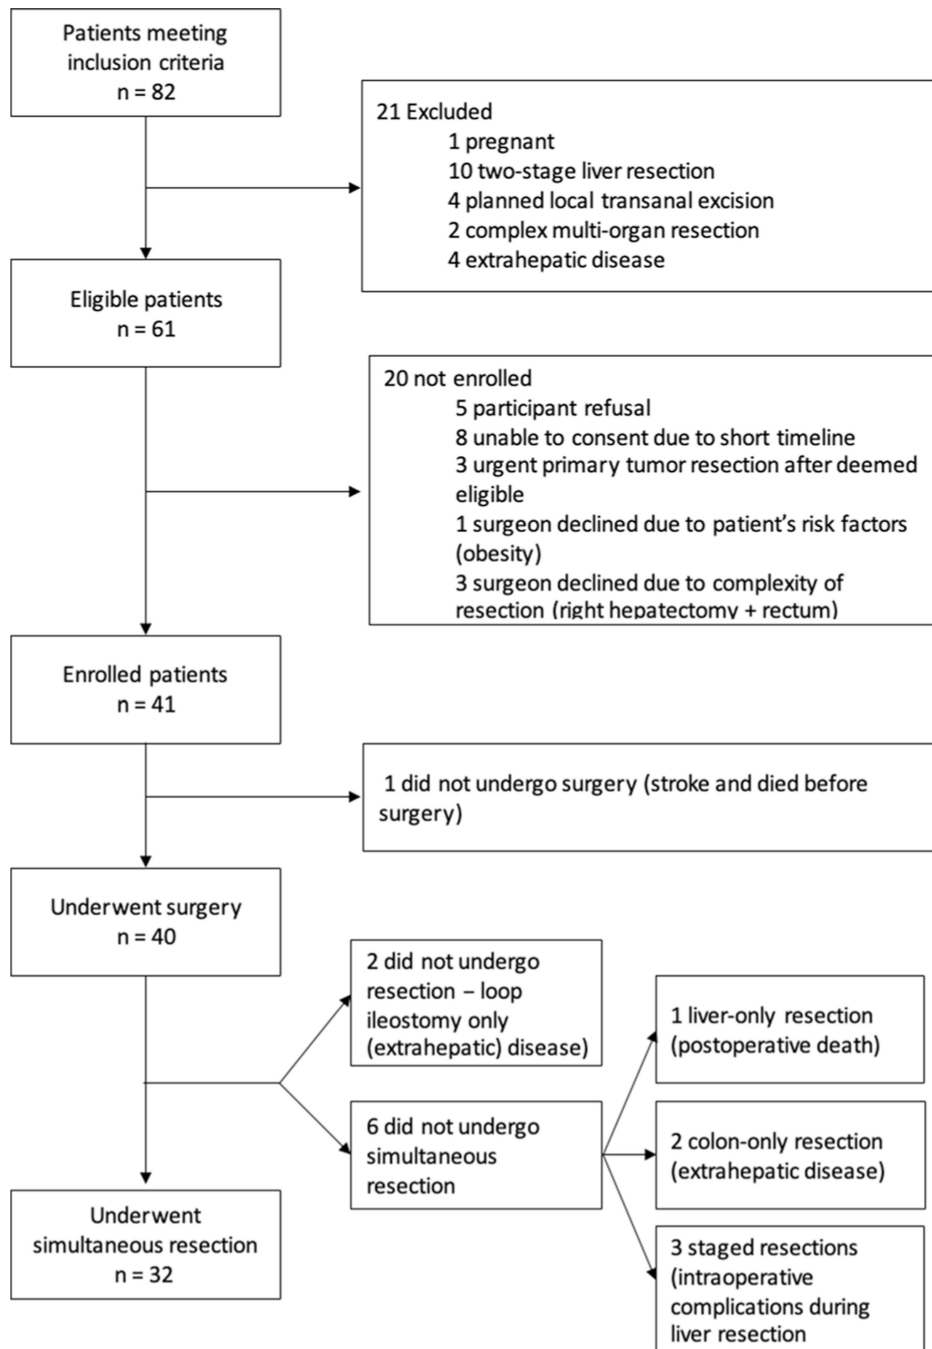 Patients meeting
inclusion criteria
n = 82
21 Excluded
1 pregnant
10 two-stage liver resection
4 planned local transanal excision
2 complex multi-organ resection
4 extrahepatic disease
Eligible patients
n = 61
20 not enrolled
5 participant refusal
8 unable to consent due to short timeline
3 urgent primary tumor resection after deemed
eligible
1 surgeon declined due to patient’s risk factors
(obesity)
3 surgeon declined due to complexity of
resection (right hepatectomy + rectum)
Enrolled patients
n = 41
1 did not undergo surgery (stroke and died before
surgery)
Underwent surgery
n = 40
2 did not undergo
resection – loop
ileostomy only
(extrahepatic) disease)
1 liver-only resection
(postoperative death)
6 did not undergo
simultaneous
resection
2 colon-only resection
(extrahepatic disease)
Underwent
simultaneous resection
n = 32
3 staged resections
(intraoperative
complications during
liver resection